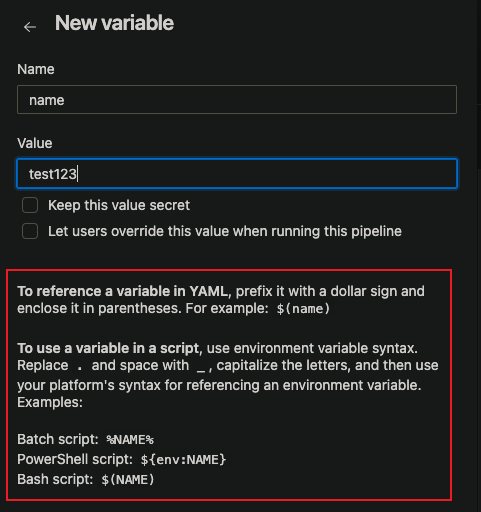 ← New variable
Name
name
Value
test123
Keep this value secret
Let users override this value when running this pipeline
To reference a variable in YAML, prefix it with a dollar sign and
enclose it in parentheses. For example: $(name)
To use a variable in a script, use environment variable syntax.
Replace . and space with _, capitalize the letters, and then use
your platform's syntax for referencing an environment variable.
Examples:
Batch script: %NAME%
PowerShell script: ${env:NAME}
Bash script: $(NAME)